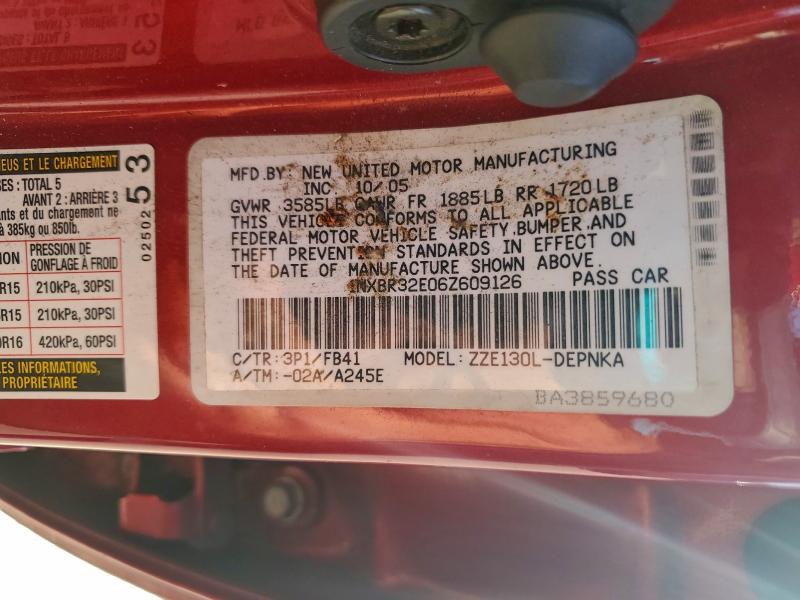 EUS ET LE CHARGEMENT
SES: TOTAL 5
AVANT 2: ARRIÈRE 3
ants et du chargement ne
à 385kg ou 850lb.
02502 53
ION PRESSION DE GONFLAGE À FROID
R15 210kPa, 30PSI
R15 210kPa, 30PSI
R16 420kPa, 60PSI
LES INFORMATIONS,
PROPRIÉTAIRE
MFD.BY: NEW UNITED MOTOR MANUFACTURING
INC 10/05
GVWR 3585LB GAWR FR 1885LB RR 1720LB
THIS VEHICLE CONFORMS TO ALL APPLICABLE
FEDERAL MOTOR VEHICLE SAFETY,BUMPER,AND
THEFT PREVENTION STANDARDS IN EFFECT ON
THE DATE OF MANUFACTURE SHOWN ABOVE.
1NXBR32E06Z609126 PASS CAR
C/TR:3P1/FB41 MODEL: ZZE130L-DEPNKA
A/TM:-02A/A245E
BA3859680